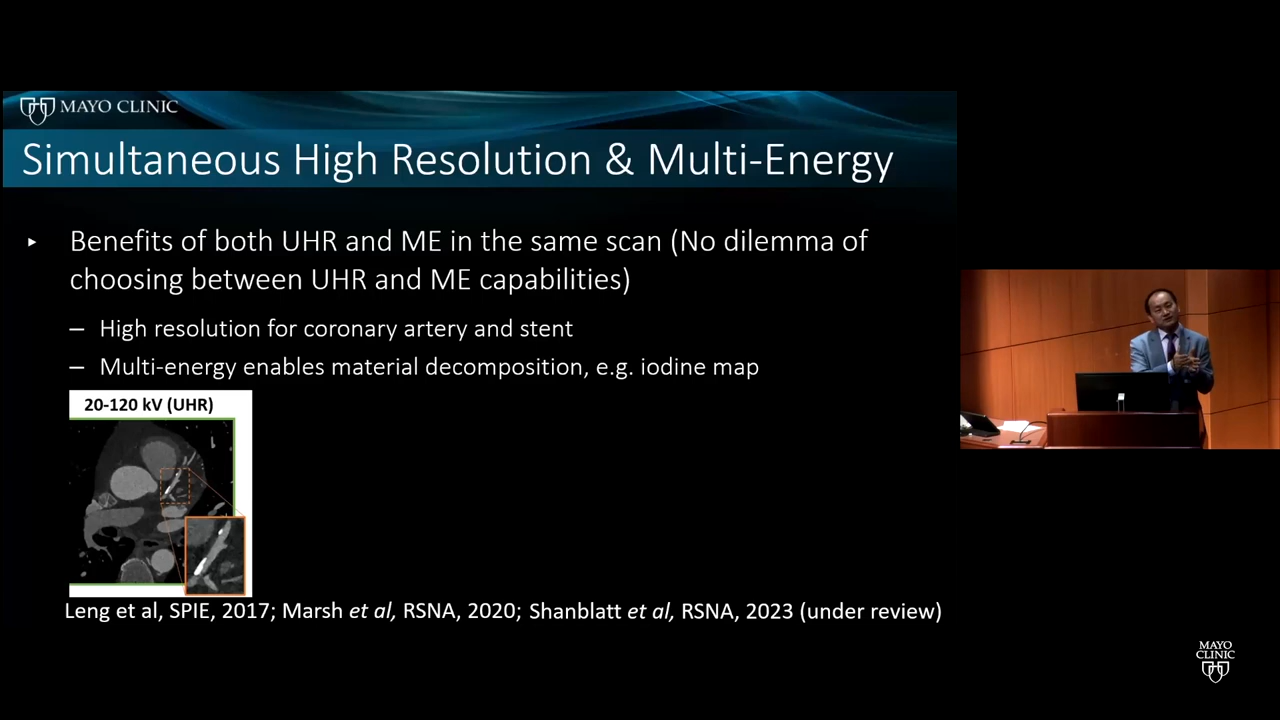 MAYO CLINIC
Simultaneous High Resolution & Multi-Energy
▸ Benefits of both UHR and ME in the same scan (No dilemma of
choosing between UHR and ME capabilities)
– High resolution for coronary artery and stent
– Multi-energy enables material decomposition, e.g. iodine map
20-120 kV (UHR)
Leng et al, SPIE, 2017; Marsh et al, RSNA, 2020; Shanblatt et al, RSNA, 2023 (under review)
MAYO
CLINIC